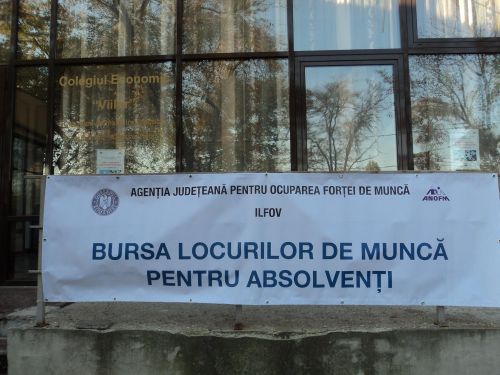 Colegiul Economic
AGENȚIA JUDEȚEANĂ PENTRU OCUPAREA FORȚEI DE MUNCĂ
ANOFM
ILFOV
BURSA LOCURILOR DE MUNCĂ
PENTRU ABSOLVENȚI